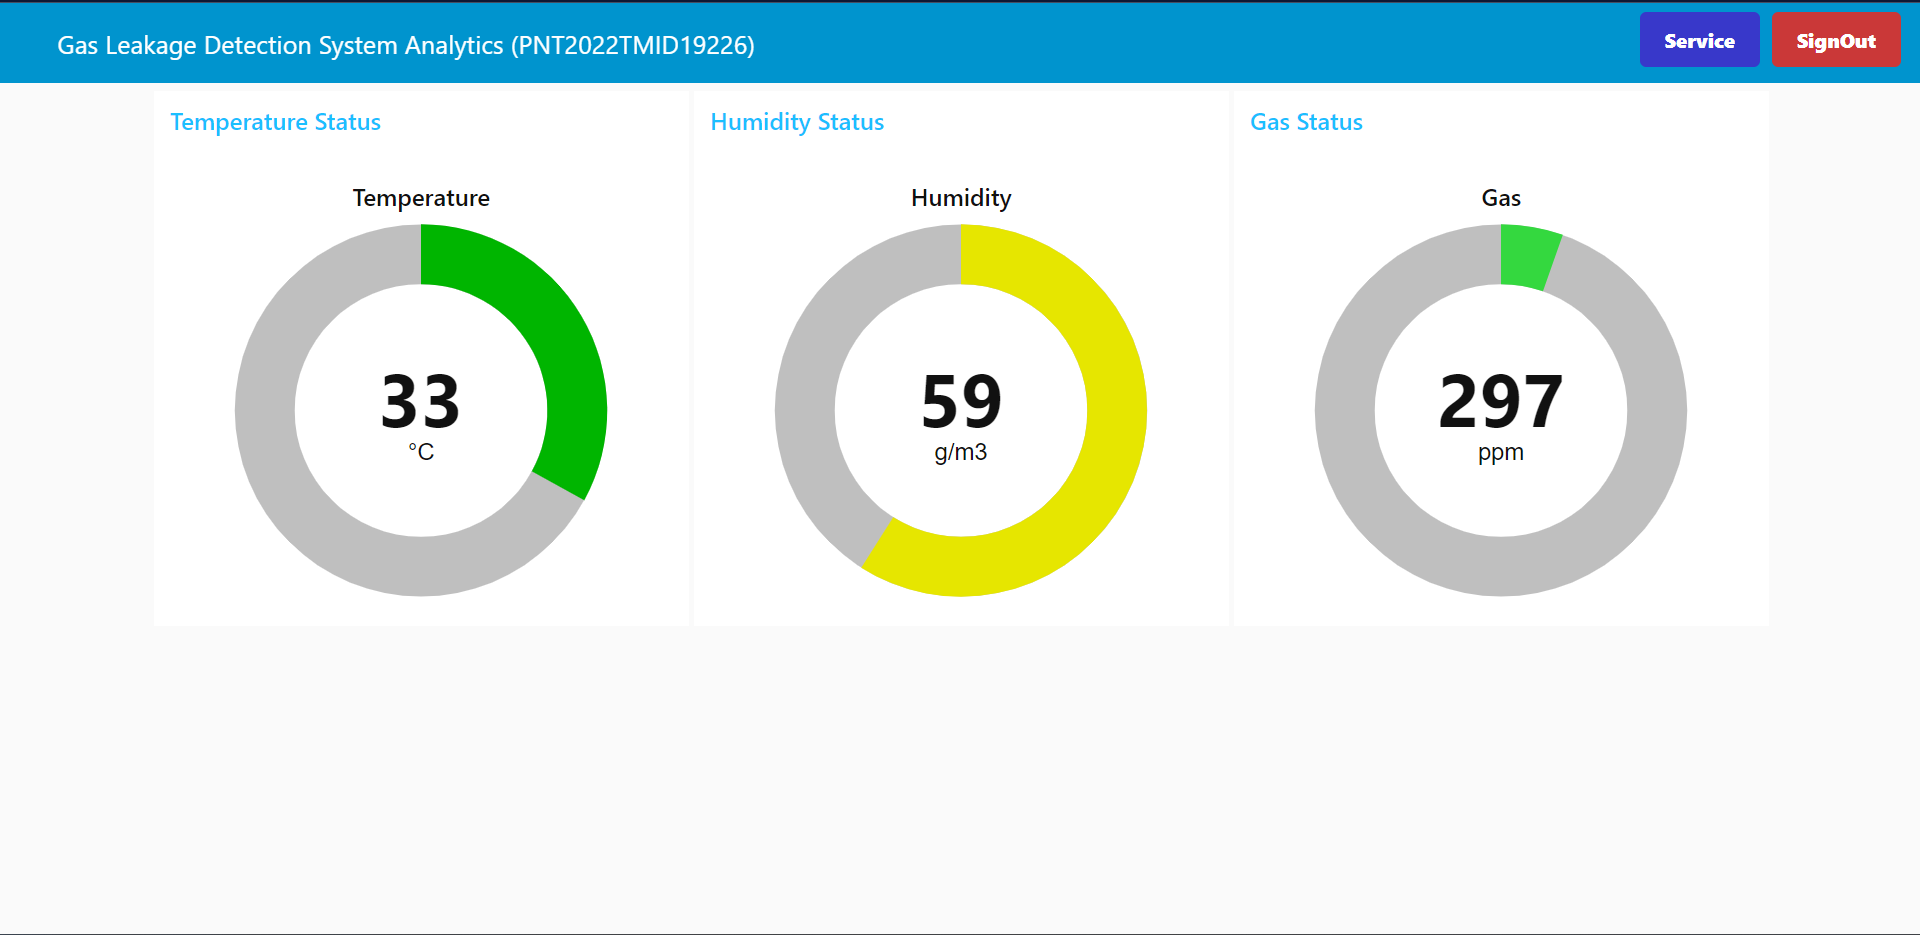 Gas Leakage Detection System Analytics (PNT2022TMID19226)
Service
SignOut
Temperature Status
Temperature
33
°C
Humidity Status
Humidity
59
g/m3
Gas Status
Gas
297
ppm